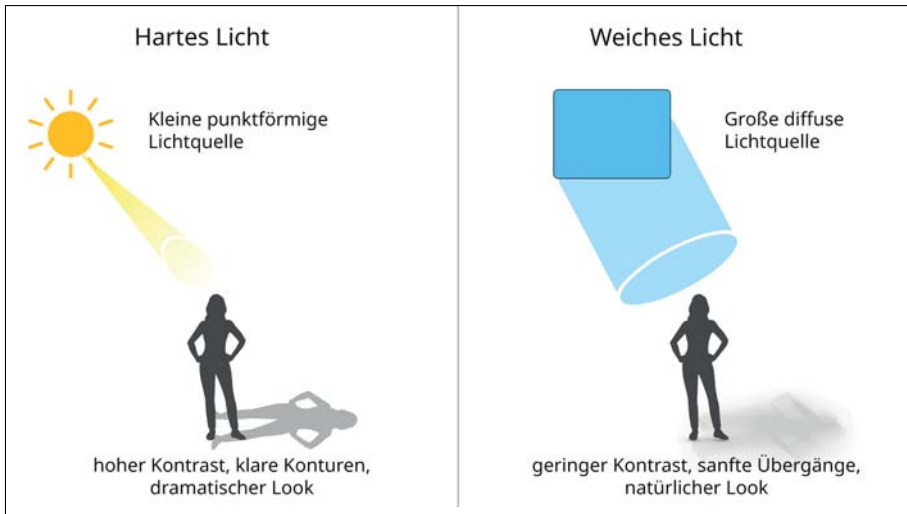 Hartes Licht
Kleine punktförmige
Lichtquelle
hoher Kontrast, klare Konturen,
dramatischer Look
Weiches Licht
Große diffuse
Lichtquelle
geringer Kontrast, sanfte Übergänge,
natürlicher Look